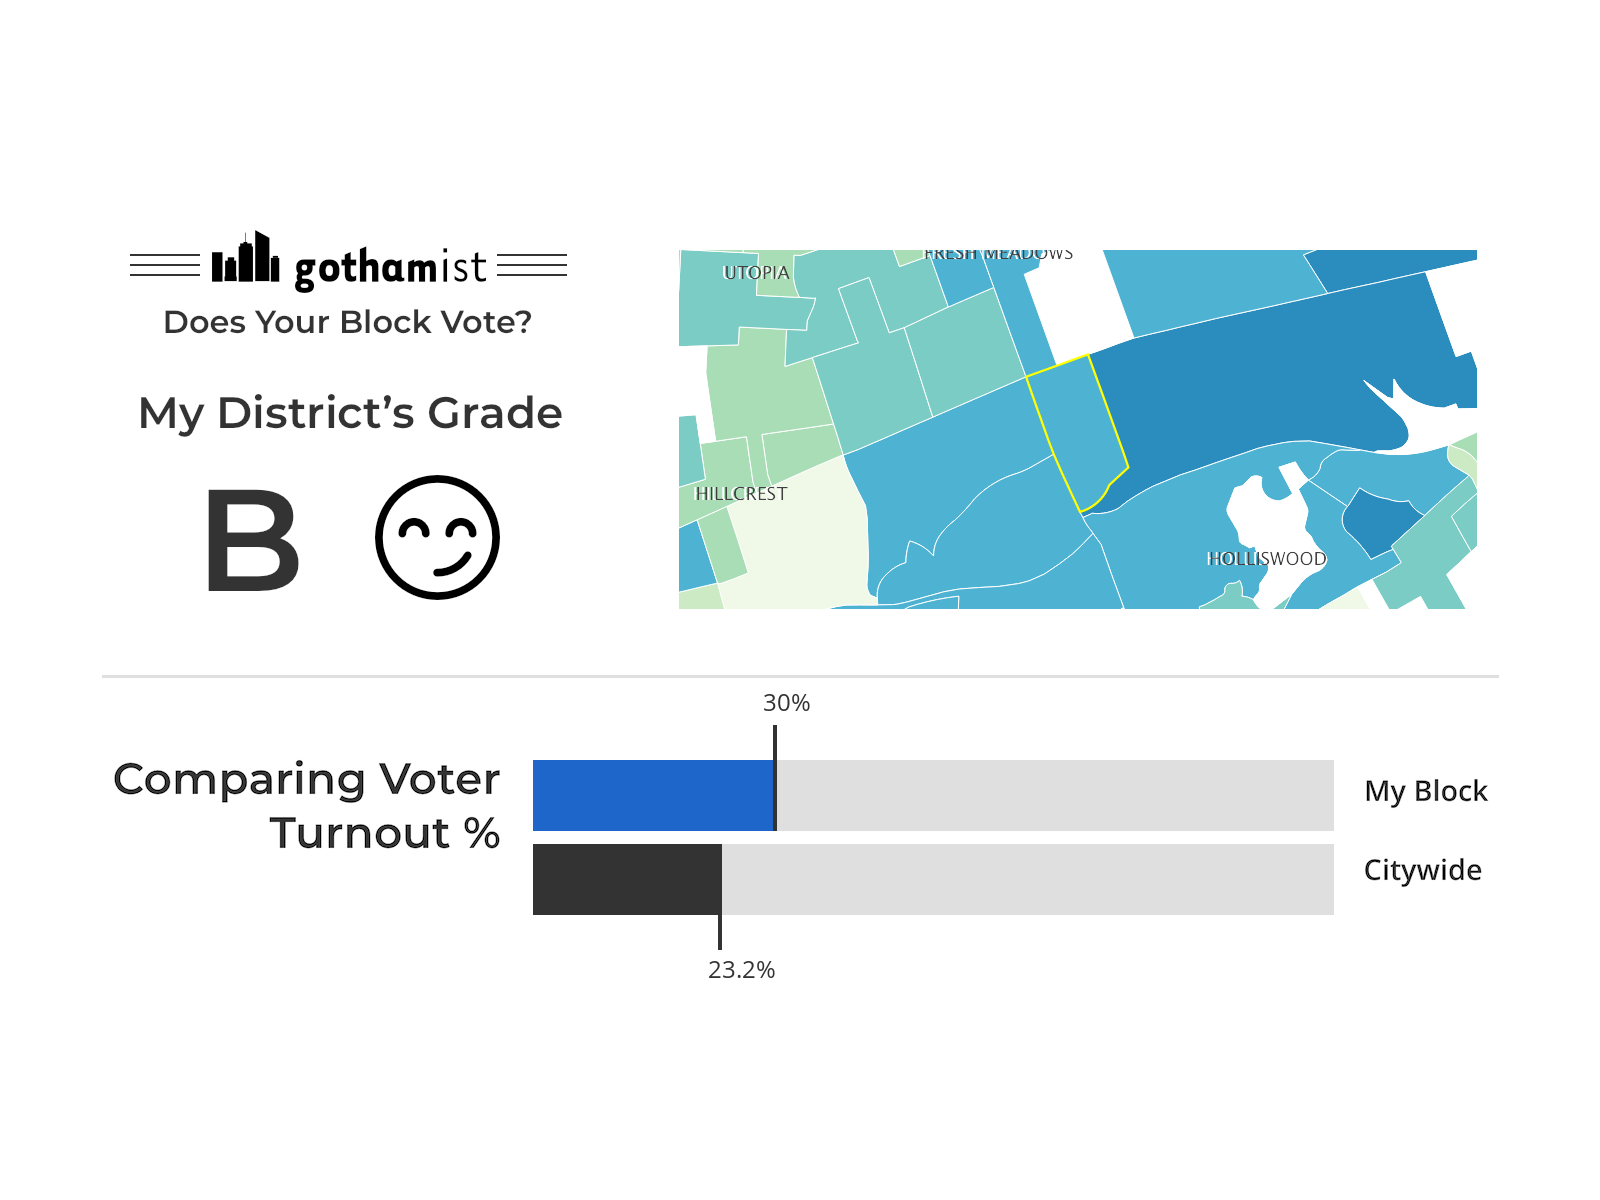 gothamist
Does Your Block Vote?
My District’s Grade
B
FRESH MEADOWS
UTOPIA
HILLCREST
HOLLISWOOD
30%
Comparing Voter
Turnout %
My Block
Citywide
23.2%